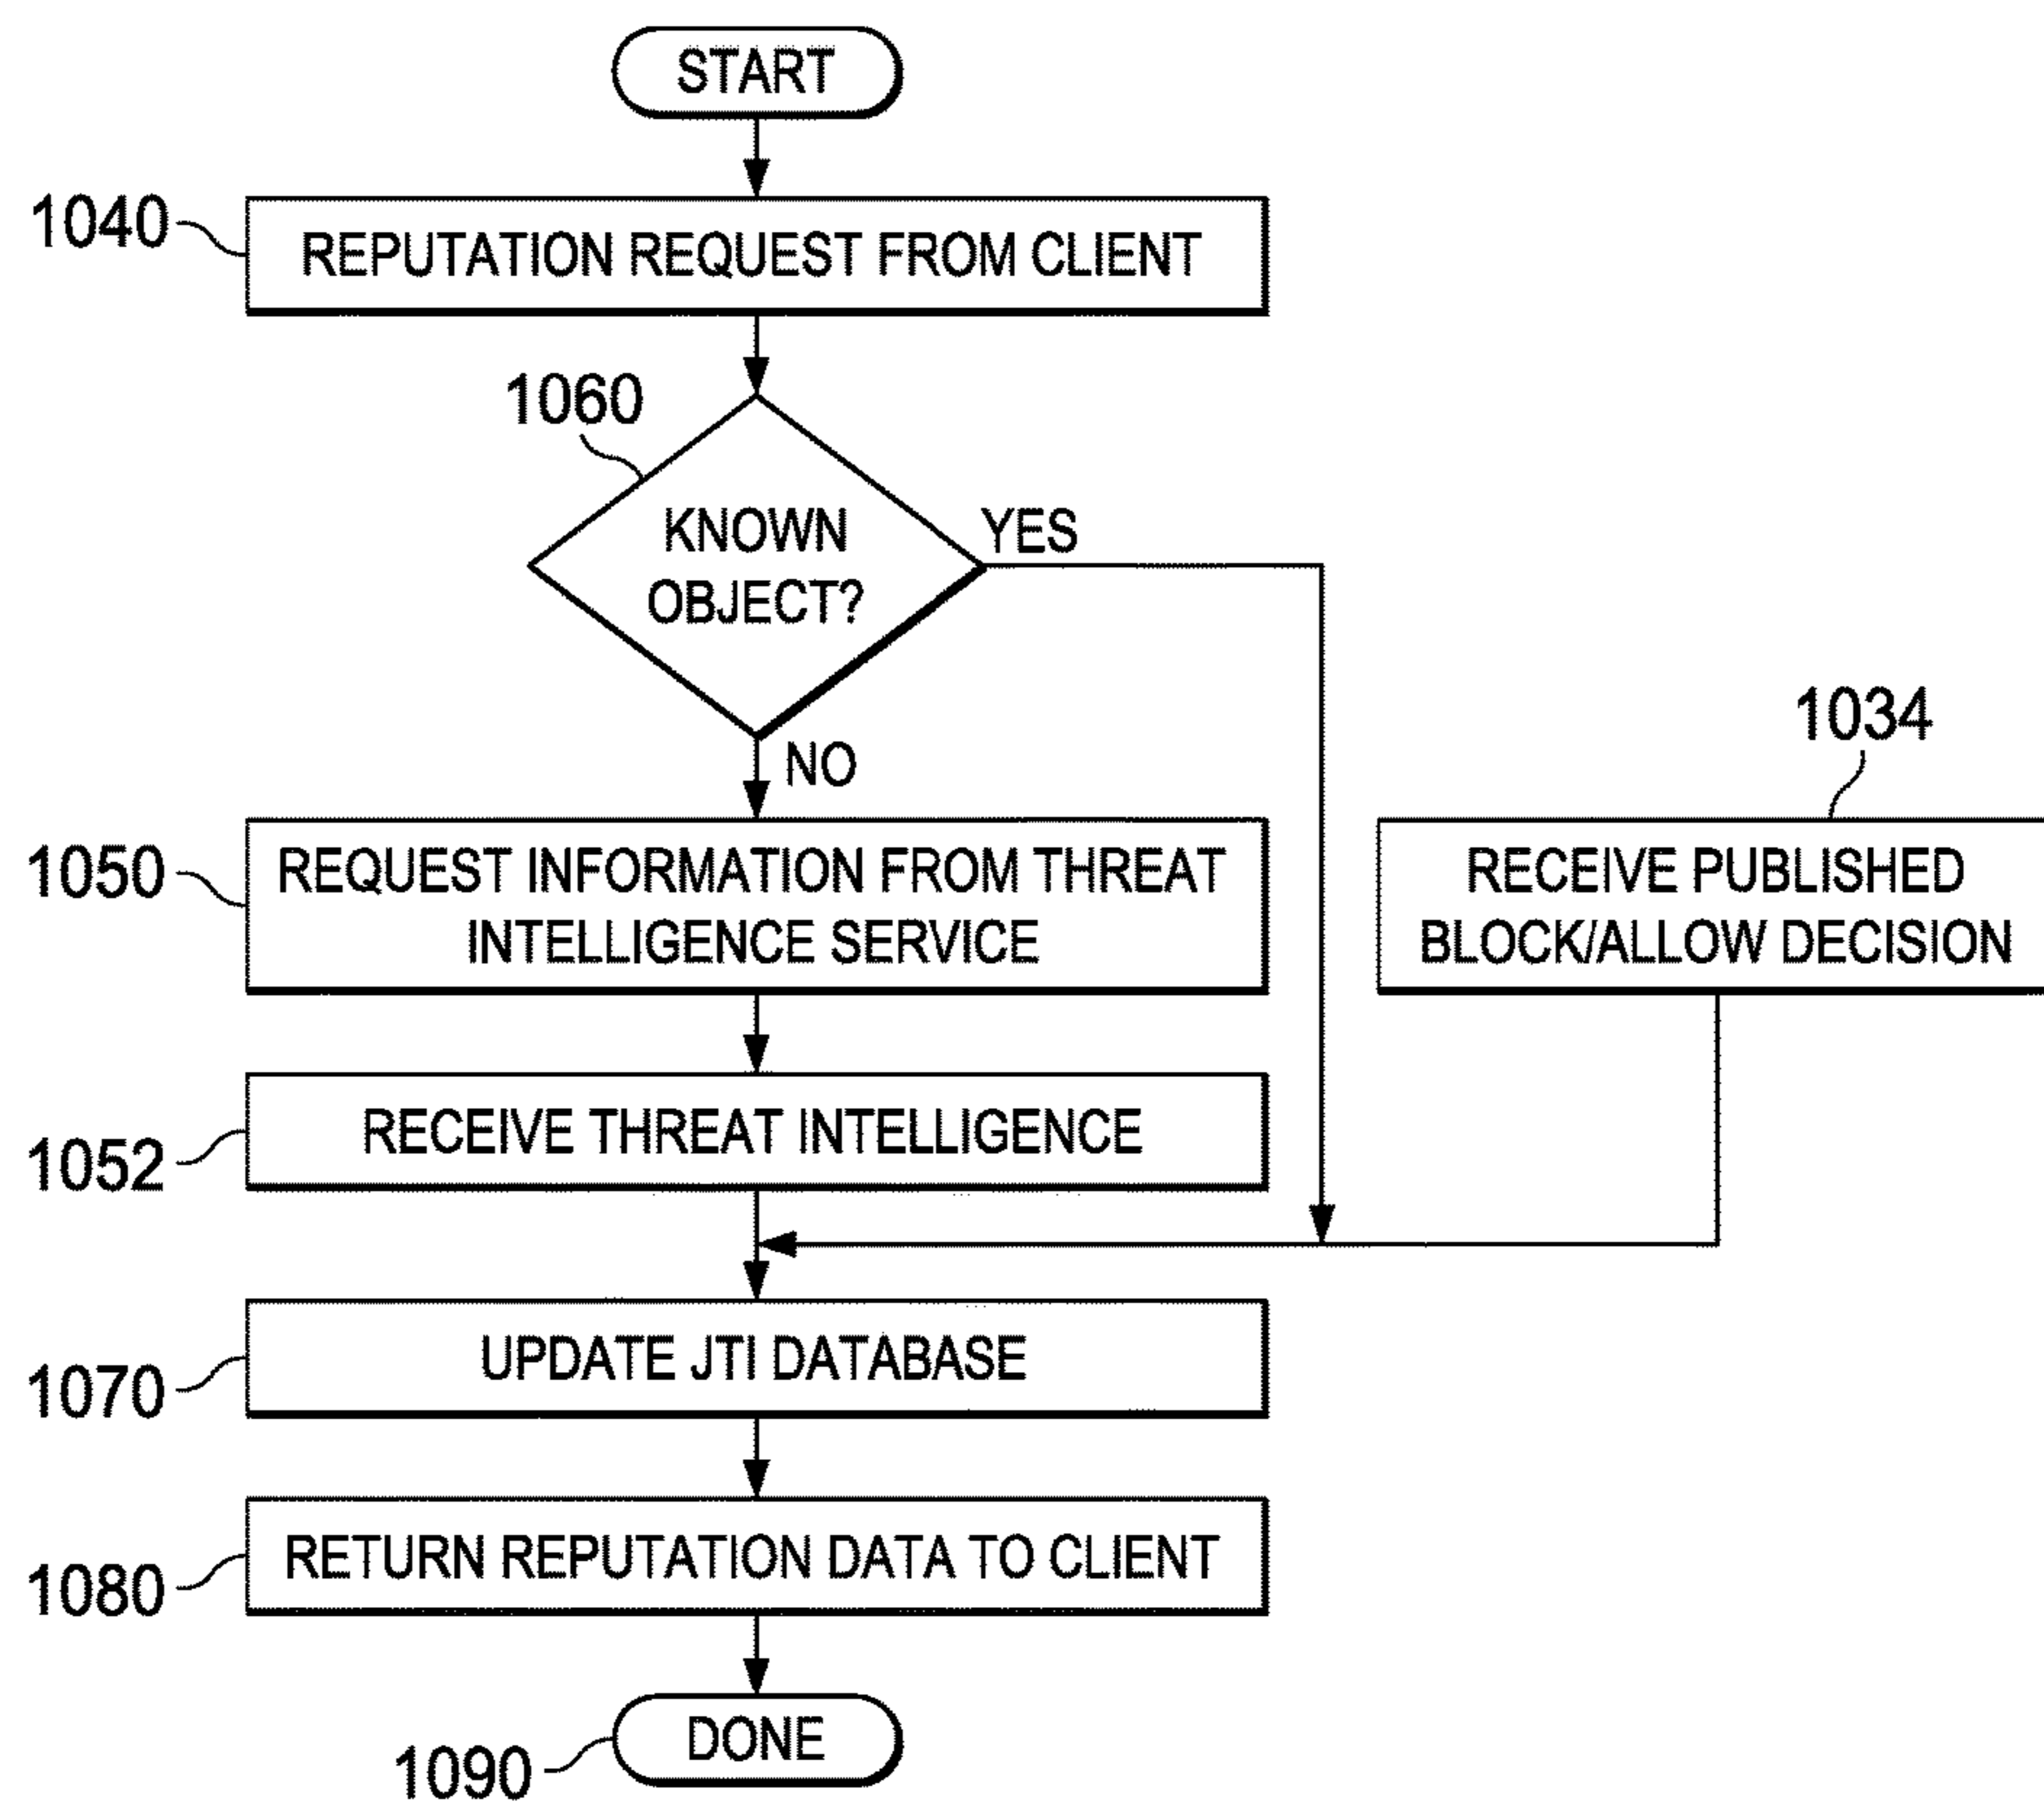 START
1040
REPUTATION REQUEST FROM CLIENT
1060
KNOWN
OBJECT?
YES
NO
1034
1050
REQUEST INFORMATION FROM THREAT
INTELLIGENCE SERVICE
RECEIVE PUBLISHED
BLOCK/ALLOW DECISION
1052
RECEIVE THREAT INTELLIGENCE
1070
UPDATE JTI DATABASE
1080
RETURN REPUTATION DATA TO CLIENT
1090
DONE